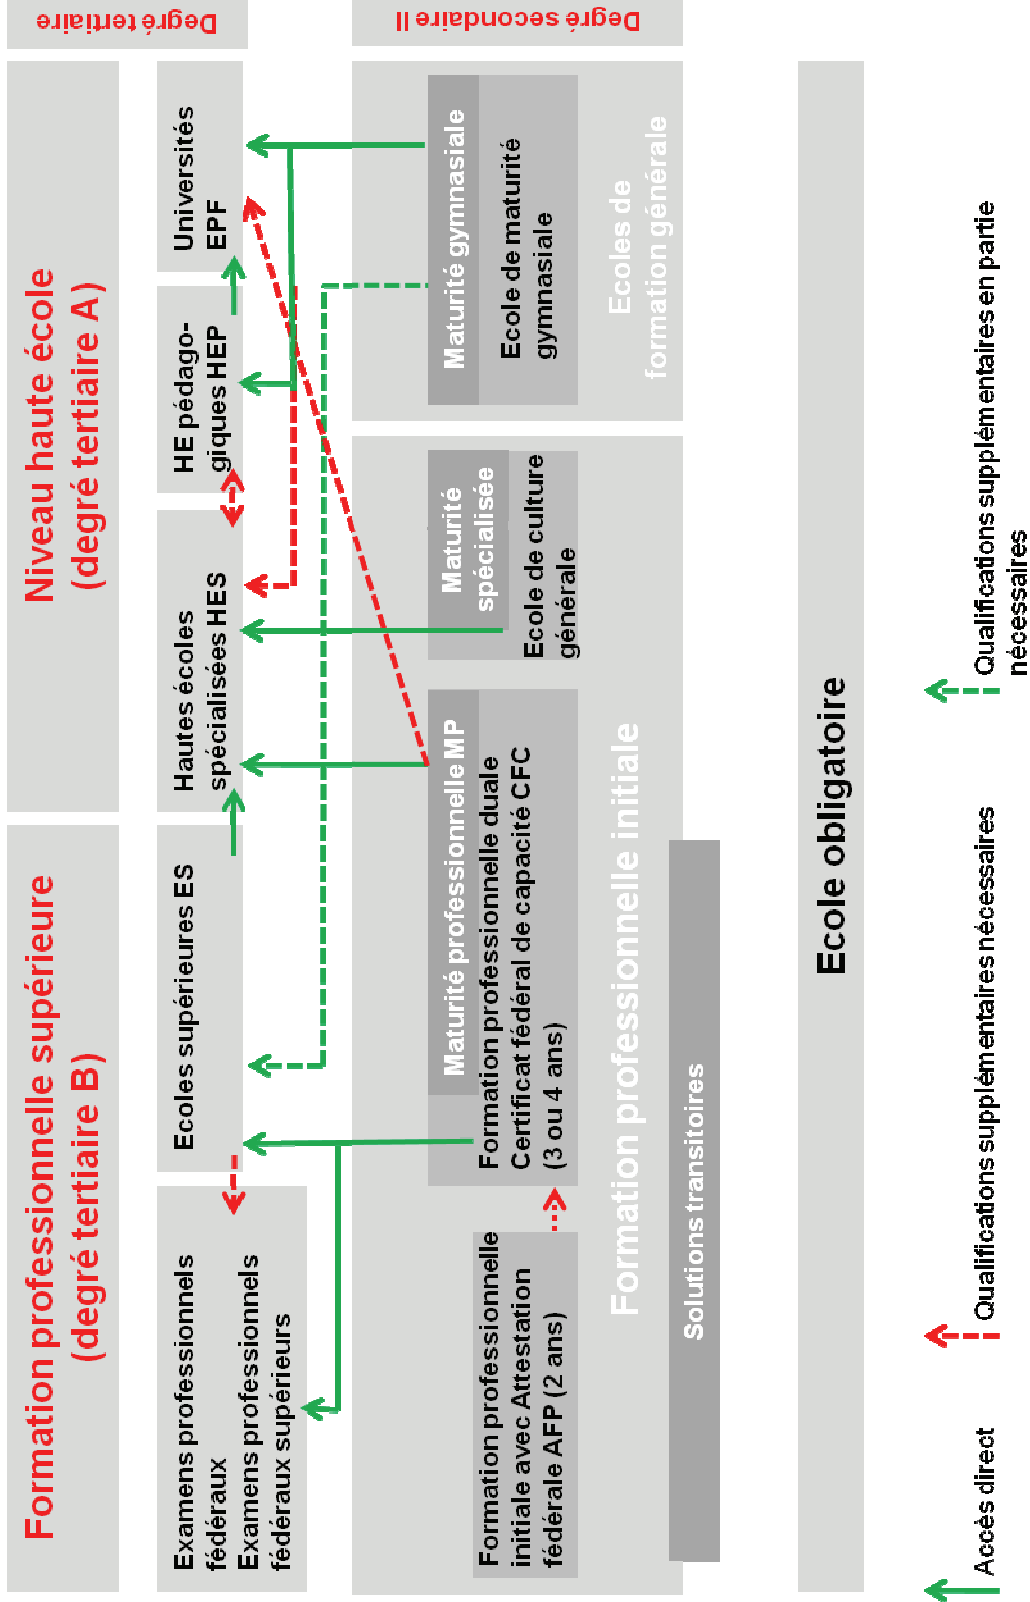 Formation professionnelle supérieure
(degré tertiaire B)
Niveau haute école
(degré tertiaire A)
Degré tertiaire
Examens professionnels
fédéraux
Examens professionnels
fédéraux supérieurs
Ecoles supérieures ES
Hautes écoles
spécialisées HES
HE pédago-
giques HEP
Universités
EPF
Degré secondaire II
Formation professionnelle
initiale avec Attestation
fédérale AFP (2 ans)
Maturité professionnelle MP
Formation professionnelle duale
Certificat fédéral de capacité CFC
(3 ou 4 ans)
Maturité
spécialisée
Ecole de culture
générale
Maturité gymnasiale
Ecole de maturité
gymnasiale
Formation professionnelle initiale
Ecoles de
formation générale
Solutions transitoires
Ecole obligatoire
Accès direct
Qualifications supplémentaires nécessaires
Qualifications supplémentaires en partie
nécessaires